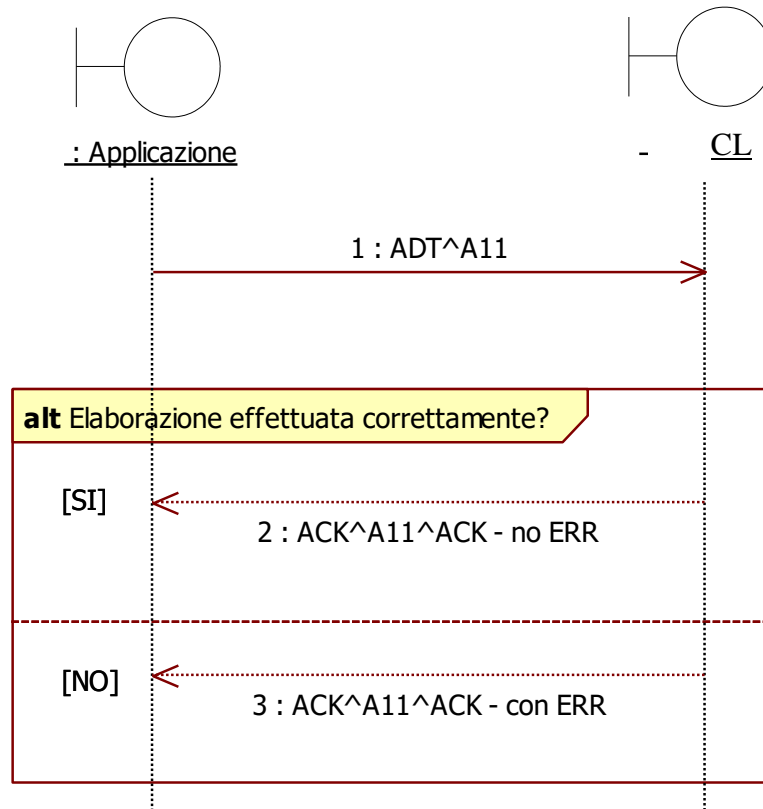 : Applicazione
- CL
1 : ADT^A11
alt Elaborazione effettuata correttamente?
[SI]
2 : ACK^A11^ACK - no ERR
[NO]
3 : ACK^A11^ACK - con ERR